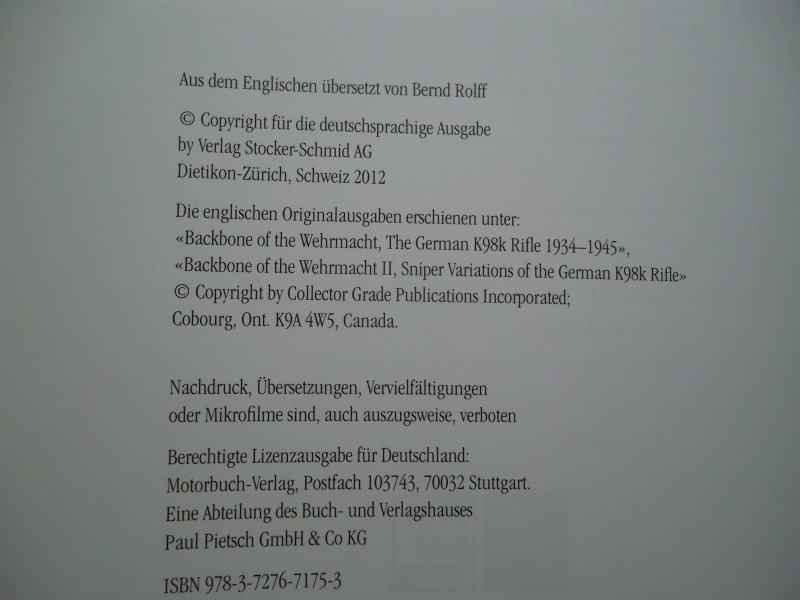 Aus dem Englischen übersetzt von Bernd Rolff
© Copyright für die deutschsprachige Ausgabe
by Verlag Stocker-Schmid AG
Dietikon-Zürich, Schweiz 2012
Die englischen Originalausgaben erschienen unter:
«Backbone of the Wehrmacht, The German K98k Rifle 1934–1945»,
«Backbone of the Wehrmacht II, Sniper Variations of the German K98k Rifle»
© Copyright by Collector Grade Publications Incorporated;
Cobourg, Ont. K9A 4W5, Canada.
Nachdruck, Übersetzungen, Vervielfältigungen
oder Mikrofilme sind, auch auszugsweise, verboten
Berechtigte Lizenzausgabe für Deutschland:
Motorbuch-Verlag, Postfach 103743, 70032 Stuttgart.
Eine Abteilung des Buch- und Verlagshauses
Paul Pietsch GmbH & Co KG
ISBN 978-3-7276-7175-3